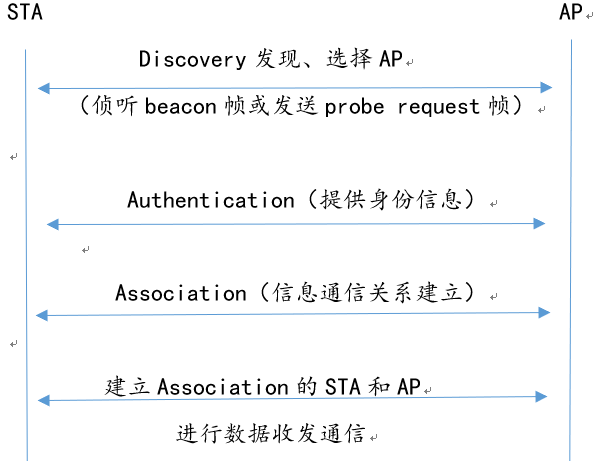 STA AP
Discovery 发现、选择 AP
（侦听 beacon 帧或发送 probe request 帧）
Authentication（提供身份信息）
Association（信息通信关系建立）
建立 Association 的 STA 和 AP
进行数据收发通信